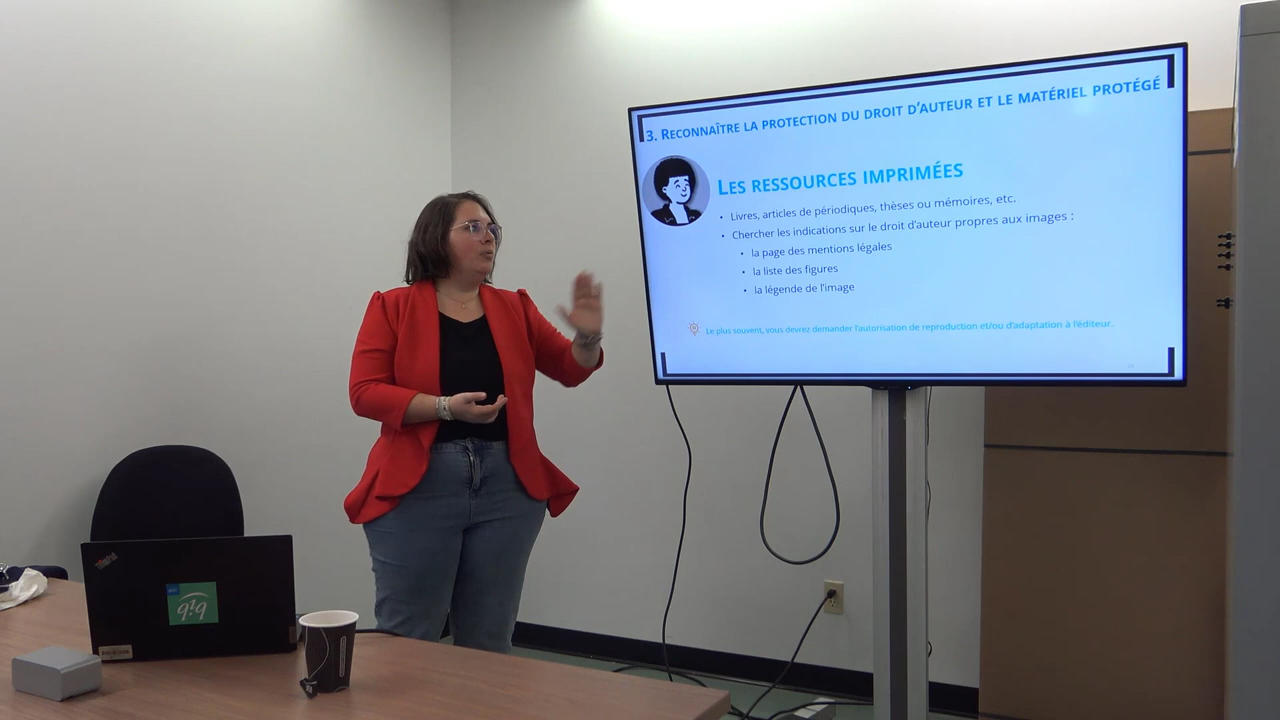 3. RECONNAÎTRE LA PROTECTION DU DROIT D'AUTEUR ET LE MATÉRIEL PROTÉGÉ
LES RESSOURCES IMPRIMÉES
• Livres, articles de périodiques, thèses ou mémoires, etc.
• Chercher les indications sur le droit d'auteur propres aux images :
• la page des mentions légales
• la liste des figures
• la légende de l'image
Le plus souvent, vous devrez demander l'autorisation de reproduction et/ou d'adaptation à l'éditeur.
ThinkPad
bib